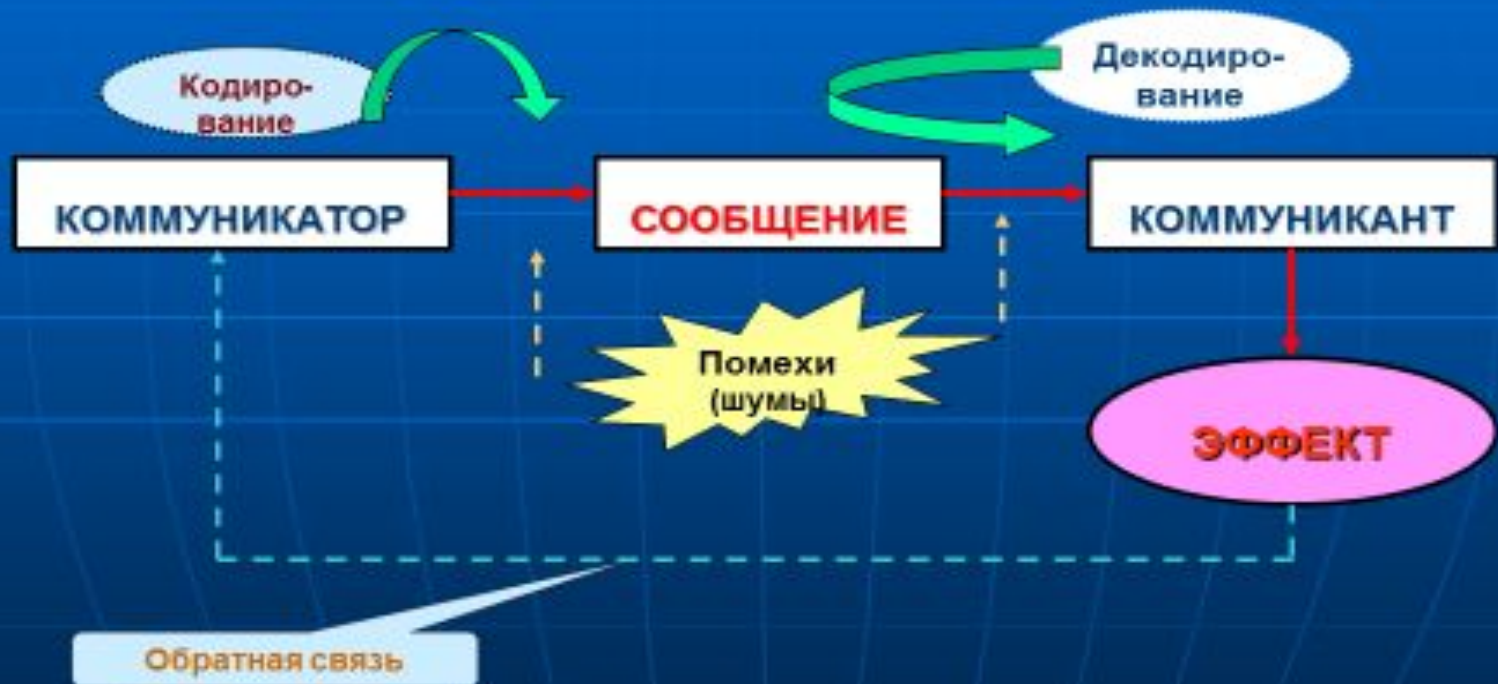 Кодиро-
вание
Декодиро-
вание
КОММУНИКАТОР
СООБЩЕНИЕ
КОММУНИКАНТ
Помехи
(шумы)
ЭФФЕКТ
Обратная связь